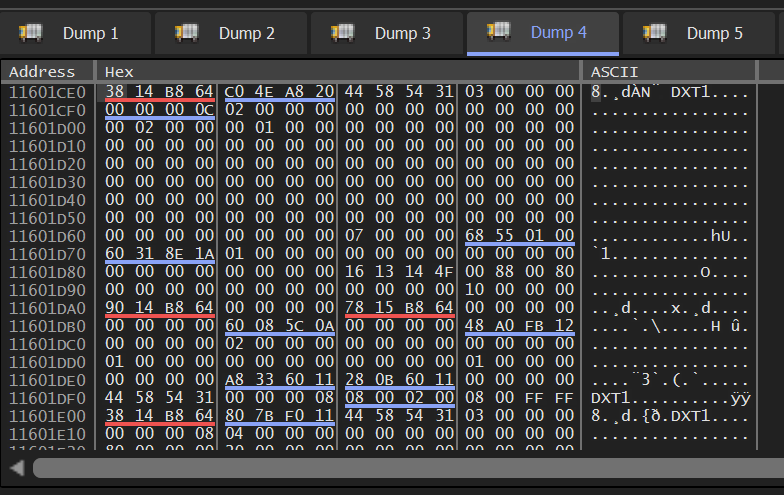 Dump 1 Dump 2 Dump 3 Dump 4 Dump 5
Address Hex ASCII
11601CE0 38 14 B8 64 C0 4E A8 20 44 58 54 31 03 00 00 00 8.¸dÀN¨ DXT1....
11601CF0 00 00 00 0C 02 00 00 00 00 00 00 00 00 00 00 00 ................
11601D00 00 02 00 00 00 01 00 00 00 00 00 00 00 00 00 00 ................
11601D10 00 00 00 00 00 00 00 00 00 00 00 00 00 00 00 00 ................
11601D20 00 00 00 00 00 00 00 00 00 00 00 00 00 00 00 00 ................
11601D30 00 00 00 00 00 00 00 00 00 00 00 00 00 00 00 00 ................
11601D40 00 00 00 00 00 00 00 00 00 00 00 00 00 00 00 00 ................
11601D50 00 00 00 00 00 00 00 00 00 00 00 00 00 00 00 00 ................
11601D60 00 00 00 00 00 00 00 00 07 00 00 00 68 55 01 00 ............hU..
11601D70 60 31 8E 1A 01 00 00 00 00 00 00 00 00 00 00 00 `1..............
11601D80 00 00 00 00 00 00 00 00 16 13 14 4F 00 88 00 80 ...........O....
11601D90 00 00 00 00 00 00 00 00 00 00 00 00 10 00 00 00 ................
11601DA0 90 14 B8 64 00 00 00 00 78 15 B8 64 00 00 00 00 ..¸d....x.¸d....
11601DB0 00 00 00 00 60 08 5C 0A 00 00 00 00 48 A0 FB 12 ....`.\.....H û.
11601DC0 00 00 00 00 02 00 00 00 00 00 00 00 00 00 00 00 ................
11601DD0 01 00 00 00 00 00 00 00 00 00 00 00 01 00 00 00 ................
11601DE0 00 00 00 00 A8 33 60 11 28 0B 60 11 00 00 00 00 ....¨3`.(.`.....
11601DF0 44 58 54 31 00 00 00 08 08 00 02 00 08 00 FF FF DXT1..........ÿÿ
11601E00 38 14 B8 64 80 7B F0 11 44 58 54 31 03 00 00 00 8.¸d.{ð.DXT1....
11601E10 00 00 00 08 04 00 00 00 00 00 00 00 00 00 00 00 ................